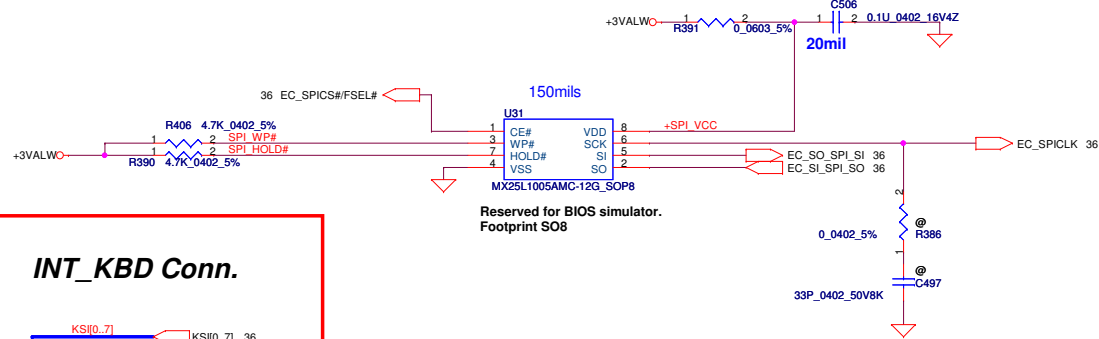 C506
+3VALW 1 2 1 2 0.1U_0402_16V4Z
R391 0_0603_5%
20mil
36 EC_SPICS#/FSEL#
150mils
U31
R406 4.7K_0402_5%
1 2 SPI_WP#
1 2 SPI_HOLD#
+3VALW
R390 4.7K_0402_5%
1 CE# VDD 8 +SPI_VCC
3 WP# SCK 6
7 HOLD# SI 5 EC_SO_SPI_SI 36
4 VSS SO 2 EC_SI_SPI_SO 36
EC_SPICLK 36
MX25L1005AMC-12G_SOP8
Reserved for BIOS simulator.
Footprint SO8
2
@
0_0402_5% R386
1
@
C497
33P_0402_50V8K
INT_KBD Conn.
KSI[0..7] KSI[0..7] 36